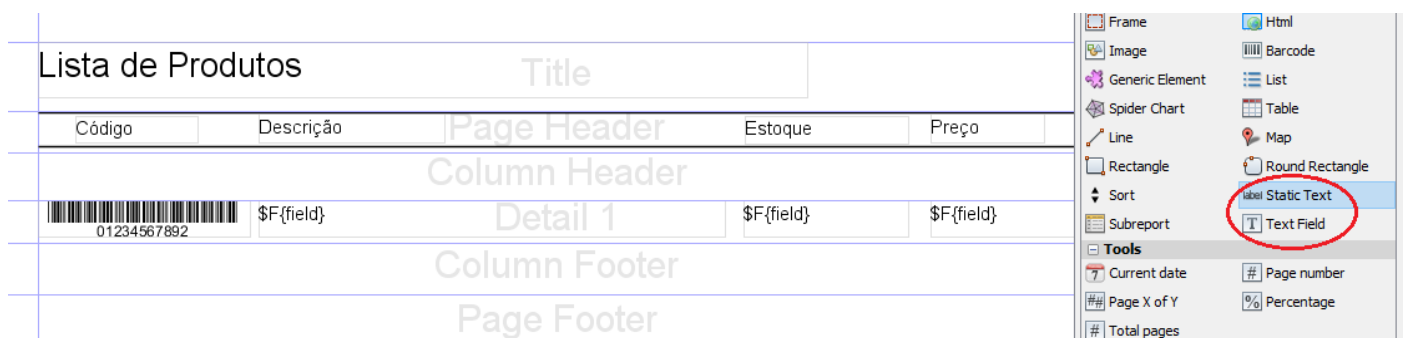 Lista de Produtos
Title
Código
Descrição
Page Header
Estoque
Preço
Column Header
01234567892
$F{field}
Detail 1
$F{field}
$F{field}
Column Footer
Page Footer
Frame
Html
Image
Barcode
Generic Element
List
Spider Chart
Table
Line
Map
Rectangle
Round Rectangle
Sort
label Static Text
Subreport
T Text Field
Tools
7 Current date
# Page number
## Page X of Y
% Percentage
# Total pages